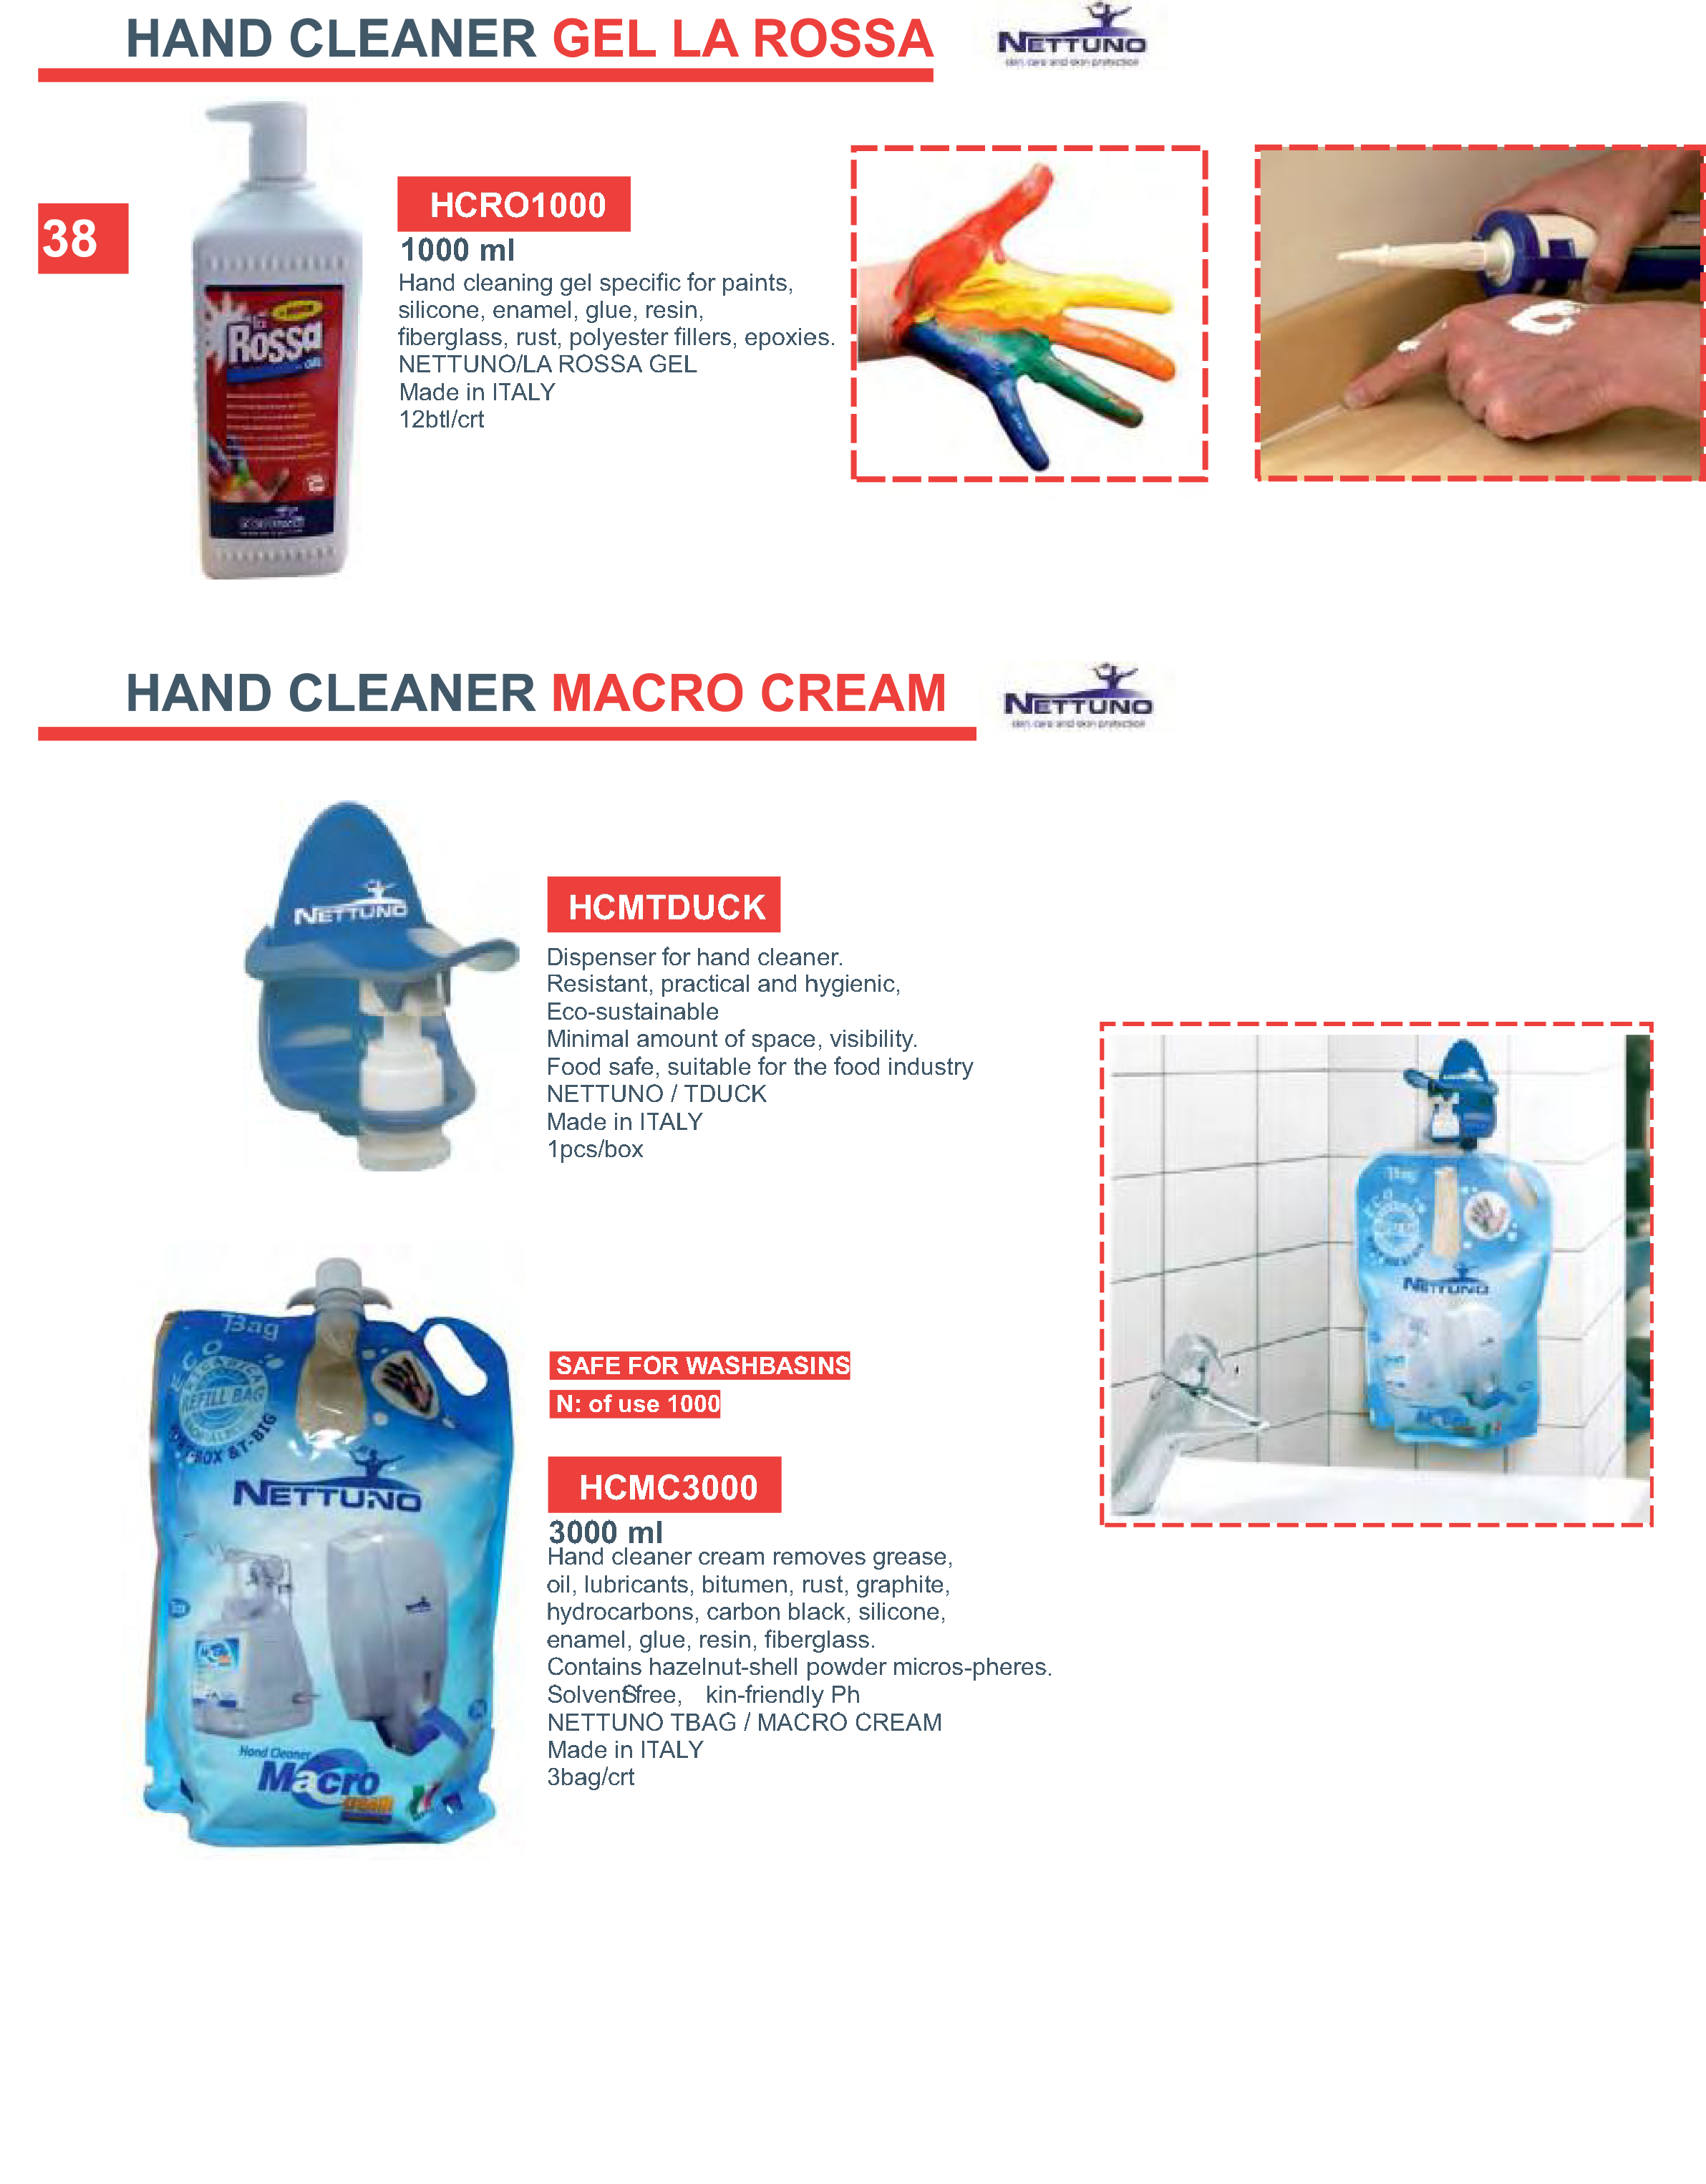 HAND CLEANER GEL LA ROSSA
NETTUNO
skin care and skin protection
38
HCRO1000
1000 ml
Hand cleaning gel specific for paints,
silicone, enamel, glue, resin,
fiberglass, rust, polyester fillers, epoxies.
NETTUNO/LA ROSSA GEL
Made in ITALY
12btl/crt
Rossa
HAND CLEANER MACRO CREAM
NETTUNO
skin care and skin protection
NETTUNO
HCMTDUCK
Dispenser for hand cleaner.
Resistant, practical and hygienic,
Eco-sustainable
Minimal amount of space, visibility.
Food safe, suitable for the food industry
NETTUNO / TDUCK
Made in ITALY
1pcs/box
TBag
ECO
REFILL BAG
T-BOX & T-BIG
NETTUNO
Hand Cleaner
Macro
cream
SAFE FOR WASHBASINS
N: of use 1000
HCMC3000
3000 ml
Hand cleaner cream removes grease,
oil, lubricants, bitumen, rust, graphite,
hydrocarbons, carbon black, silicone,
enamel, glue, resin, fiberglass.
Contains hazelnut-shell powder micros-pheres.
SolventSfree, kin-friendly Ph
NETTUNO TBAG / MACRO CREAM
Made in ITALY
3bag/crt
NETTUNO